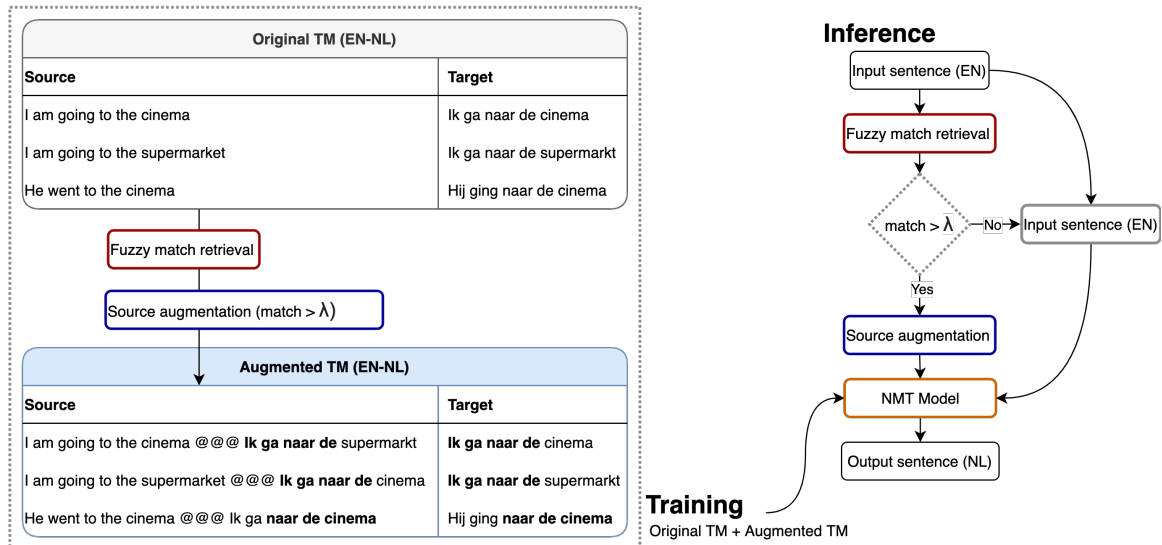 Original TM (EN-NL)
Source Target
I am going to the cinema Ik ga naar de cinema
I am going to the supermarket Ik ga naar de supermarkt
He went to the cinema Hij ging naar de cinema
Fuzzy match retrieval
Source augmentation (match > λ)
Augmented TM (EN-NL)
Source Target
I am going to the cinema @@@ Ik ga naar de supermarkt Ik ga naar de cinema
I am going to the supermarket @@@ Ik ga naar de cinema Ik ga naar de supermarkt
He went to the cinema @@@ Ik ga naar de cinema Hij ging naar de cinema
Inference
Input sentence (EN)
Fuzzy match retrieval
match > λ
No
Input sentence (EN)
Yes
Source augmentation
NMT Model
Output sentence (NL)
Training
Original TM + Augmented TM